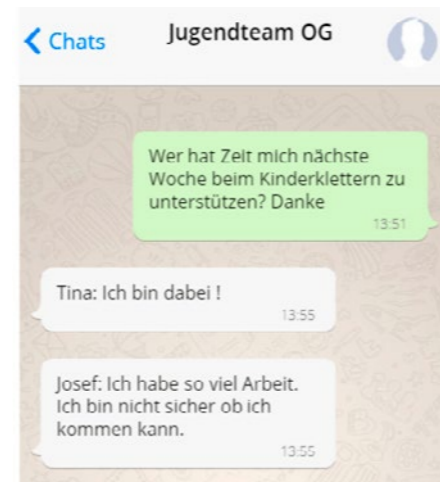 Chats
Jugendteam OG
Wer hat Zeit mich nächste
Woche beim Kinderklettern zu
unterstützen? Danke
13:51
Tina: Ich bin dabei !
13:55
Josef: Ich habe so viel Arbeit.
Ich bin nicht sicher ob ich
kommen kann.
13:55